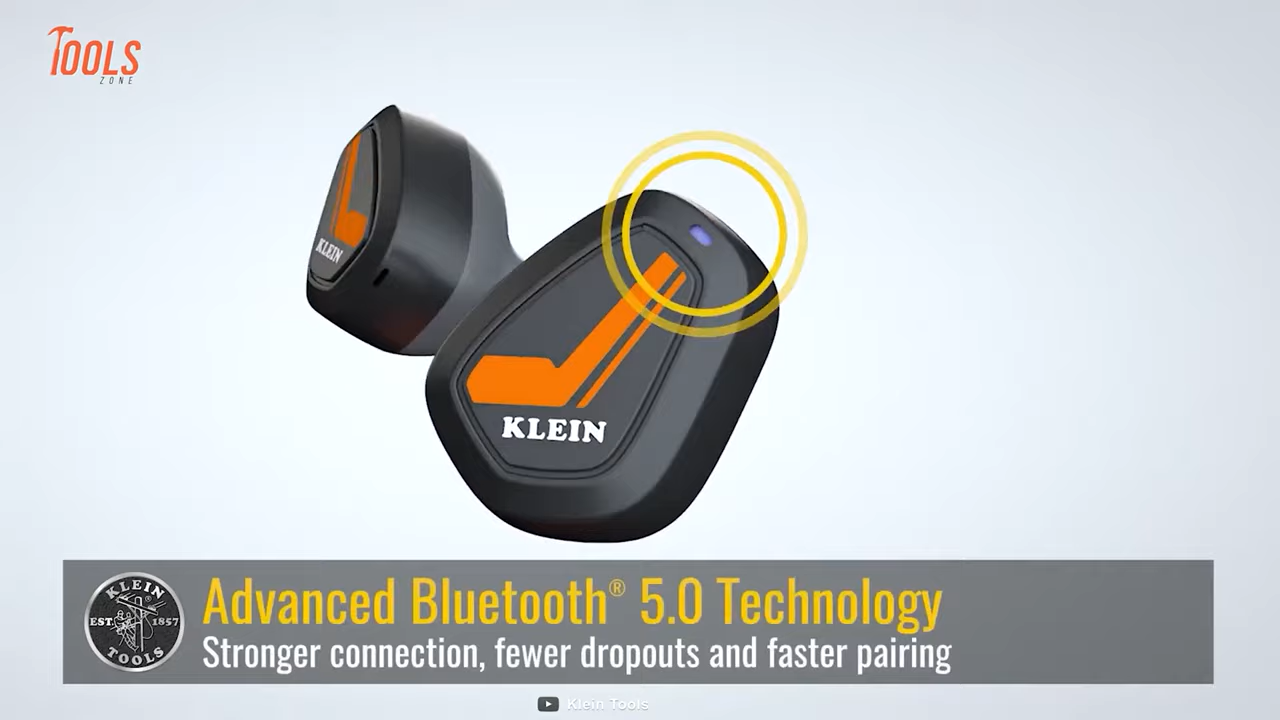 TOOLS
ZONE
KLEIN
KLEIN
KLEIN
EST. 1857
TOOLS
Advanced Bluetooth® 5.0 Technology
Stronger connection, fewer dropouts and faster pairing
Klein Tools